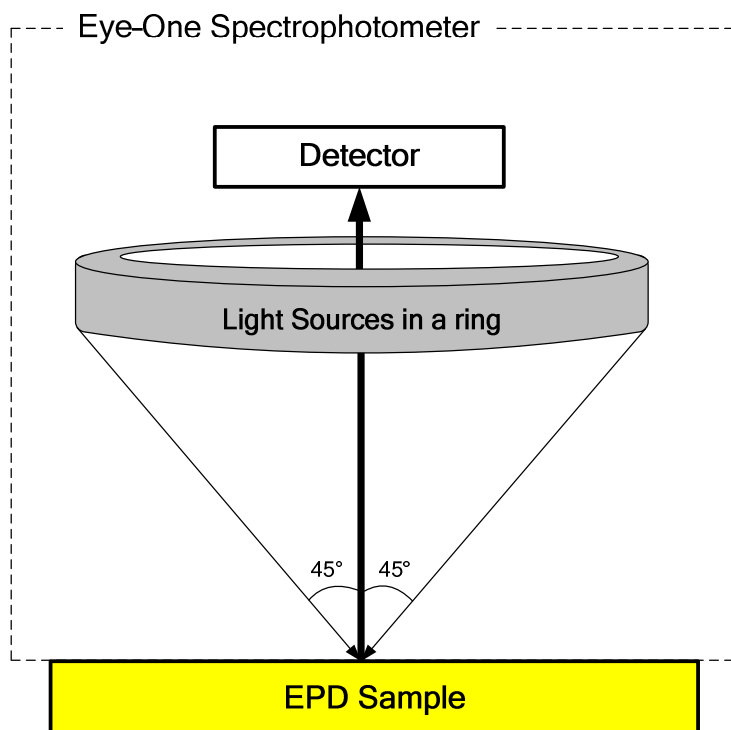 Eye-One Spectrophotometer
Detector
Light Sources in a ring
45° 45°
EPD Sample